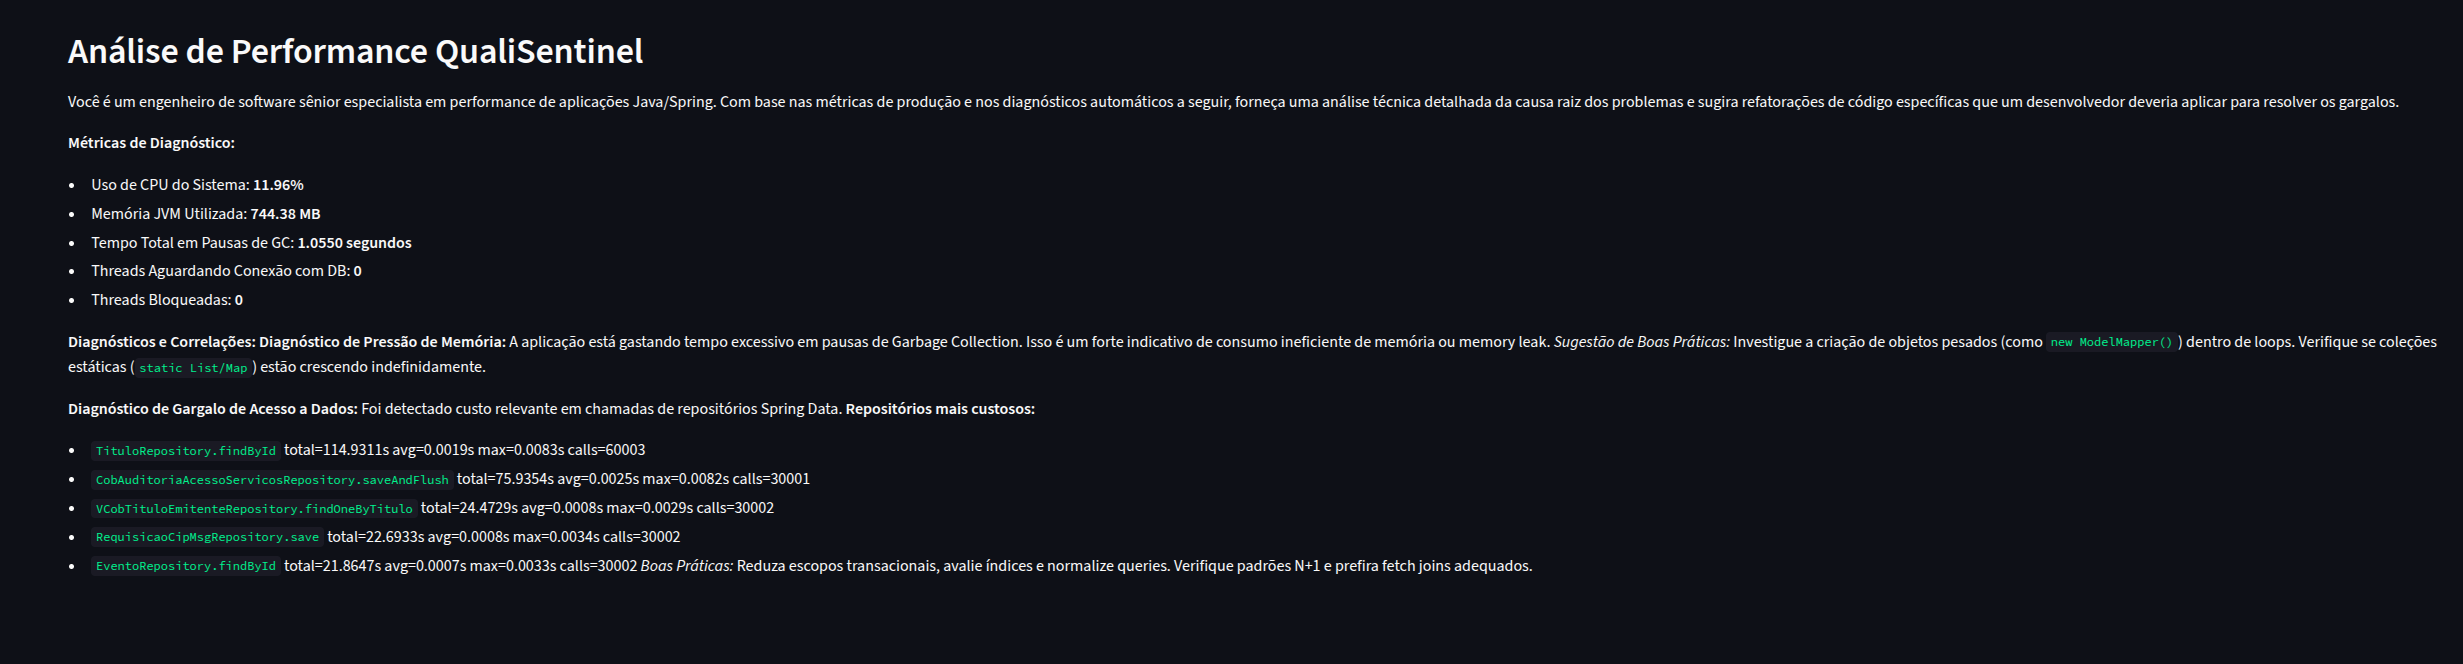 Análise de Performance QualiSentinel
Você é um engenheiro de software sênior especialista em performance de aplicações Java/Spring. Com base nas métricas de produção e nos diagnósticos automáticos a seguir, forneça uma análise técnica detalhada da causa raiz dos problemas e sugira refatorações de código específicas que um desenvolvedor deveria aplicar para resolver os gargalos.
Métricas de Diagnóstico:
• Uso de CPU do Sistema: 11.96%
• Memória JVM Utilizada: 744.38 MB
• Tempo Total em Pausas de GC: 1.0550 segundos
• Threads Aguardando Conexão com DB: 0
• Threads Bloqueadas: 0
Diagnósticos e Correlações: Diagnóstico de Pressão de Memória: A aplicação está gastando tempo excessivo em pausas de Garbage Collection. Isso é um forte indicativo de consumo ineficiente de memória ou memory leak. Sugestão de Boas Práticas: Investigue a criação de objetos pesados (como new ModelMapper() ) dentro de loops. Verifique se coleções
estáticas ( static List/Map ) estão crescendo indefinidamente.
Diagnóstico de Gargalo de Acesso a Dados: Foi detectado custo relevante em chamadas de repositórios Spring Data. Repositórios mais custosos:
• TituloRepository.findById total=114.9311s avg=0.0019s max=0.0083s calls=60003
• CobAuditoriaAcessoServicosRepository.saveAndFlush total=75.9354s avg=0.0025s max=0.0082s calls=30001
• VCobTituloEmitenteRepository.findOneByTitulo total=24.4729s avg=0.0008s max=0.0029s calls=30002
• RequisicaoCipMsgRepository.save total=22.6933s avg=0.0008s max=0.0034s calls=30002
• EventoRepository.findById total=21.8647s avg=0.0007s max=0.0033s calls=30002 Boas Práticas: Reduza escopos transacionais, avalie índices e normalize queries. Verifique padrões N+1 e prefira fetch joins adequados.